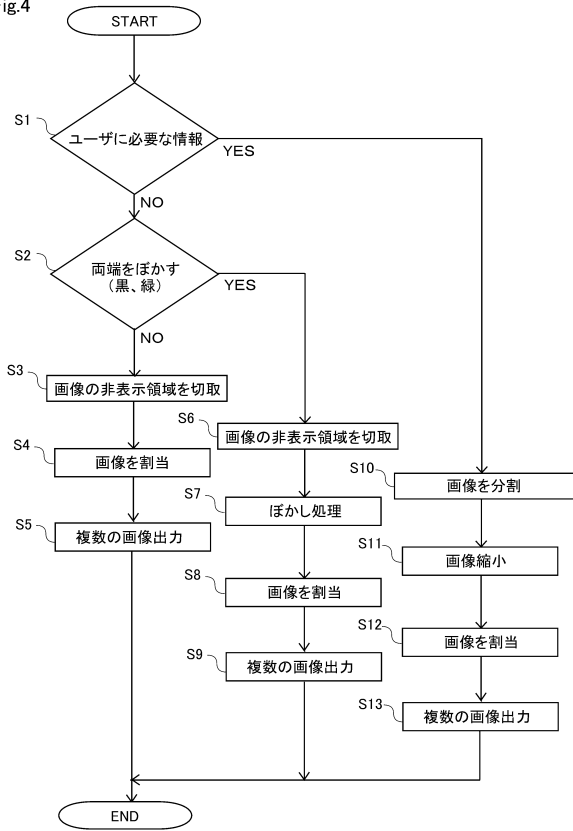 ig.4
START
S1
ユーザに必要な情報
YES
NO
S2
両端をぼかす
(黒、緑)
YES
NO
S3
画像の非表示領域を切取
S4
画像を割当
S5
複数の画像出力
S6
画像の非表示領域を切取
S7
ぼかし処理
S8
画像を割当
S9
複数の画像出力
S10
画像を分割
S11
画像縮小
S12
画像を割当
S13
複数の画像出力
END